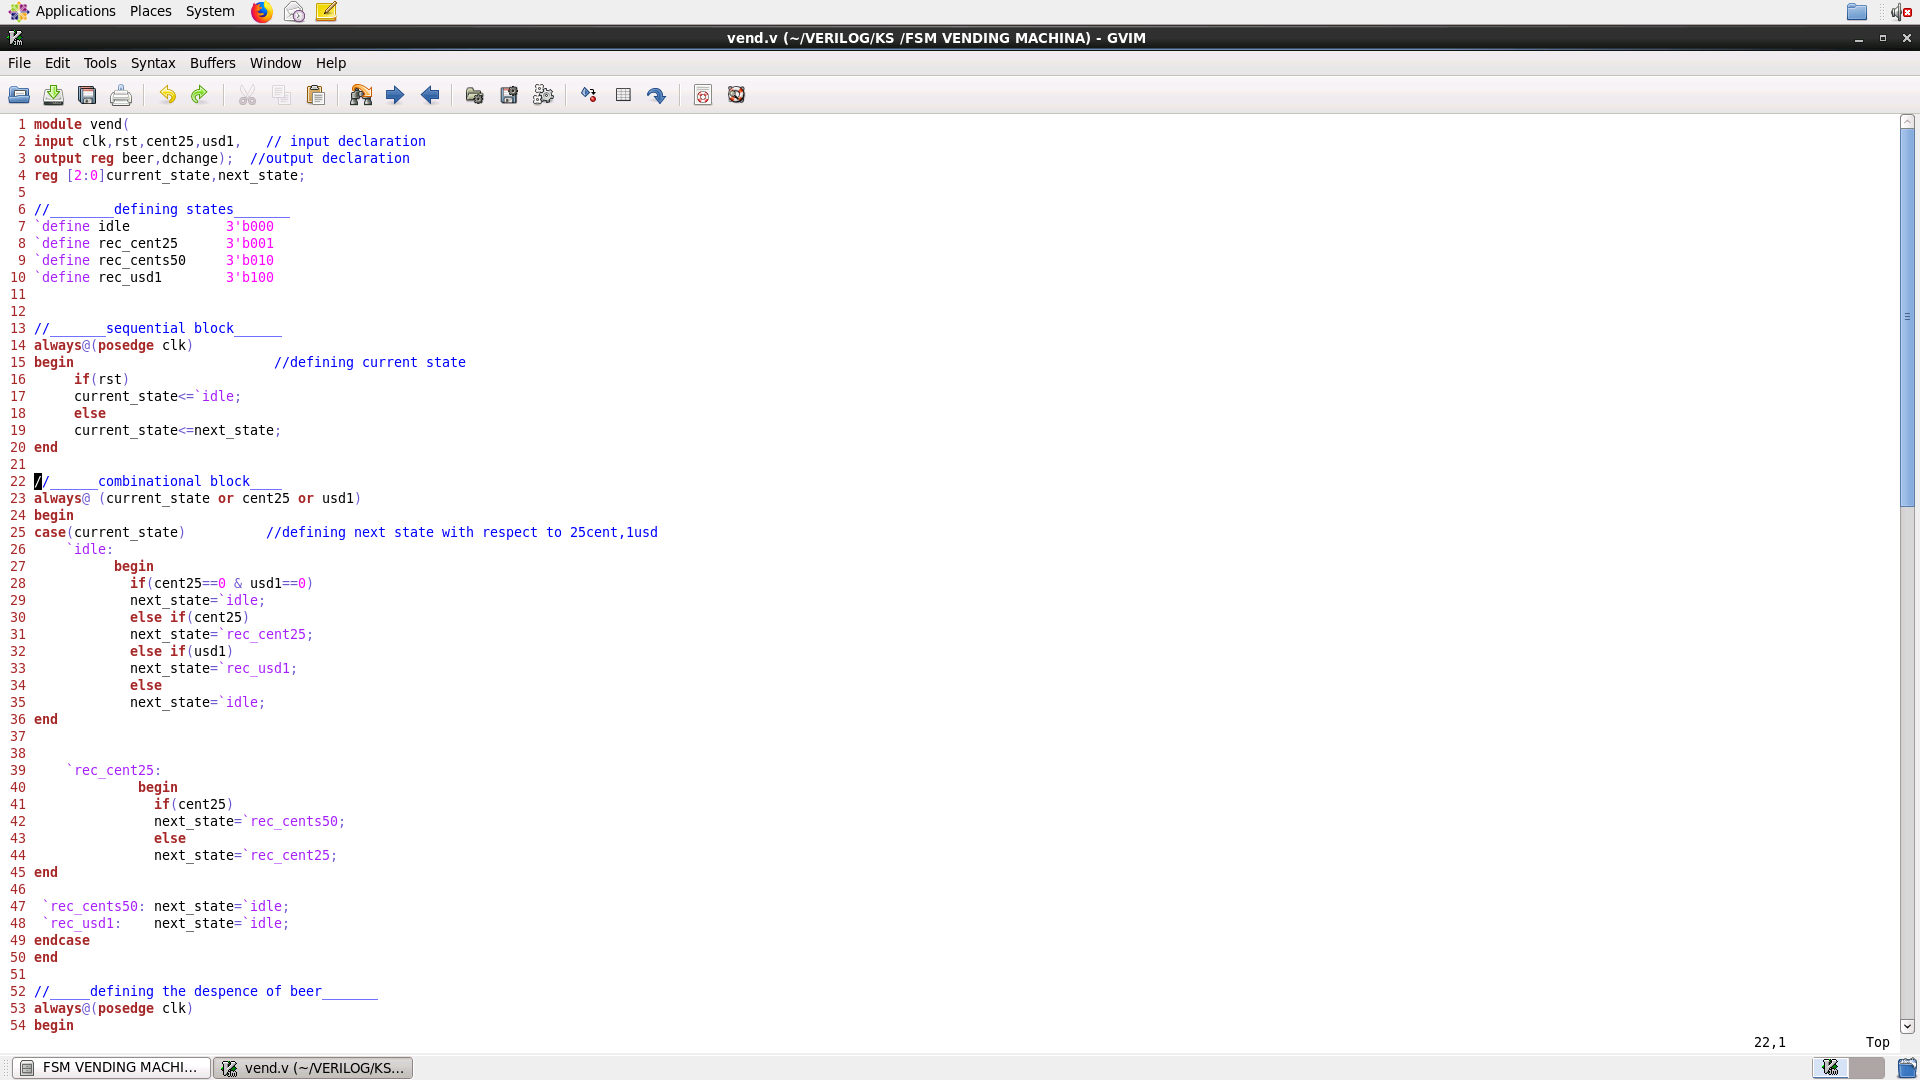 Applications Places System
vend.v (~/VERILOG/KS /FSM VENDING MACHINA) - GVIM
File Edit Tools Syntax Buffers Window Help
1 module vend(
2 input clk,rst,cent25,usd1, // input declaration
3 output reg beer,dchange); //output declaration
4 reg [2:0]current_state,next_state;
5
6 //________defining states_______
7 `define idle 3'b000
8 `define rec_cent25 3'b001
9 `define rec_cents50 3'b010
10 `define rec_usd1 3'b100
11
12
13 //_______sequential block______
14 always@(posedge clk)
15 begin //defining current state
16 if(rst)
17 current_state<=`idle;
18 else
19 current_state<=next_state;
20 end
21
22 //______combinational block____
23 always@ (current_state or cent25 or usd1)
24 begin
25 case(current_state) //defining next state with respect to 25cent,1usd
26 `idle:
27 begin
28 if(cent25==0 & usd1==0)
29 next_state=`idle;
30 else if(cent25)
31 next_state=`rec_cent25;
32 else if(usd1)
33 next_state=`rec_usd1;
34 else
35 next_state=`idle;
36 end
37
38
39 `rec_cent25:
40 begin
41 if(cent25)
42 next_state=`rec_cents50;
43 else
44 next_state=`rec_cent25;
45 end
46
47 `rec_cents50: next_state=`idle;
48 `rec_usd1: next_state=`idle;
49 endcase
50 end
51
52 //_____defining the despence of beer_______
53 always@(posedge clk)
54 begin
22,1 Top
FSM VENDING MACHI... vend.v (~/VERILOG/KS...